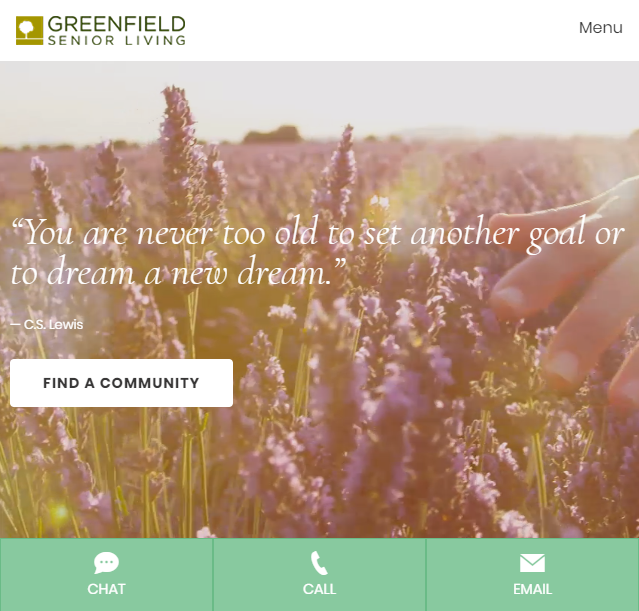 GREENFIELD
SENIOR LIVING
Menu
“You are never too old to set another goal or
to dream a new dream.”
— C.S. Lewis
FIND A COMMUNITY
CHAT
CALL
EMAIL